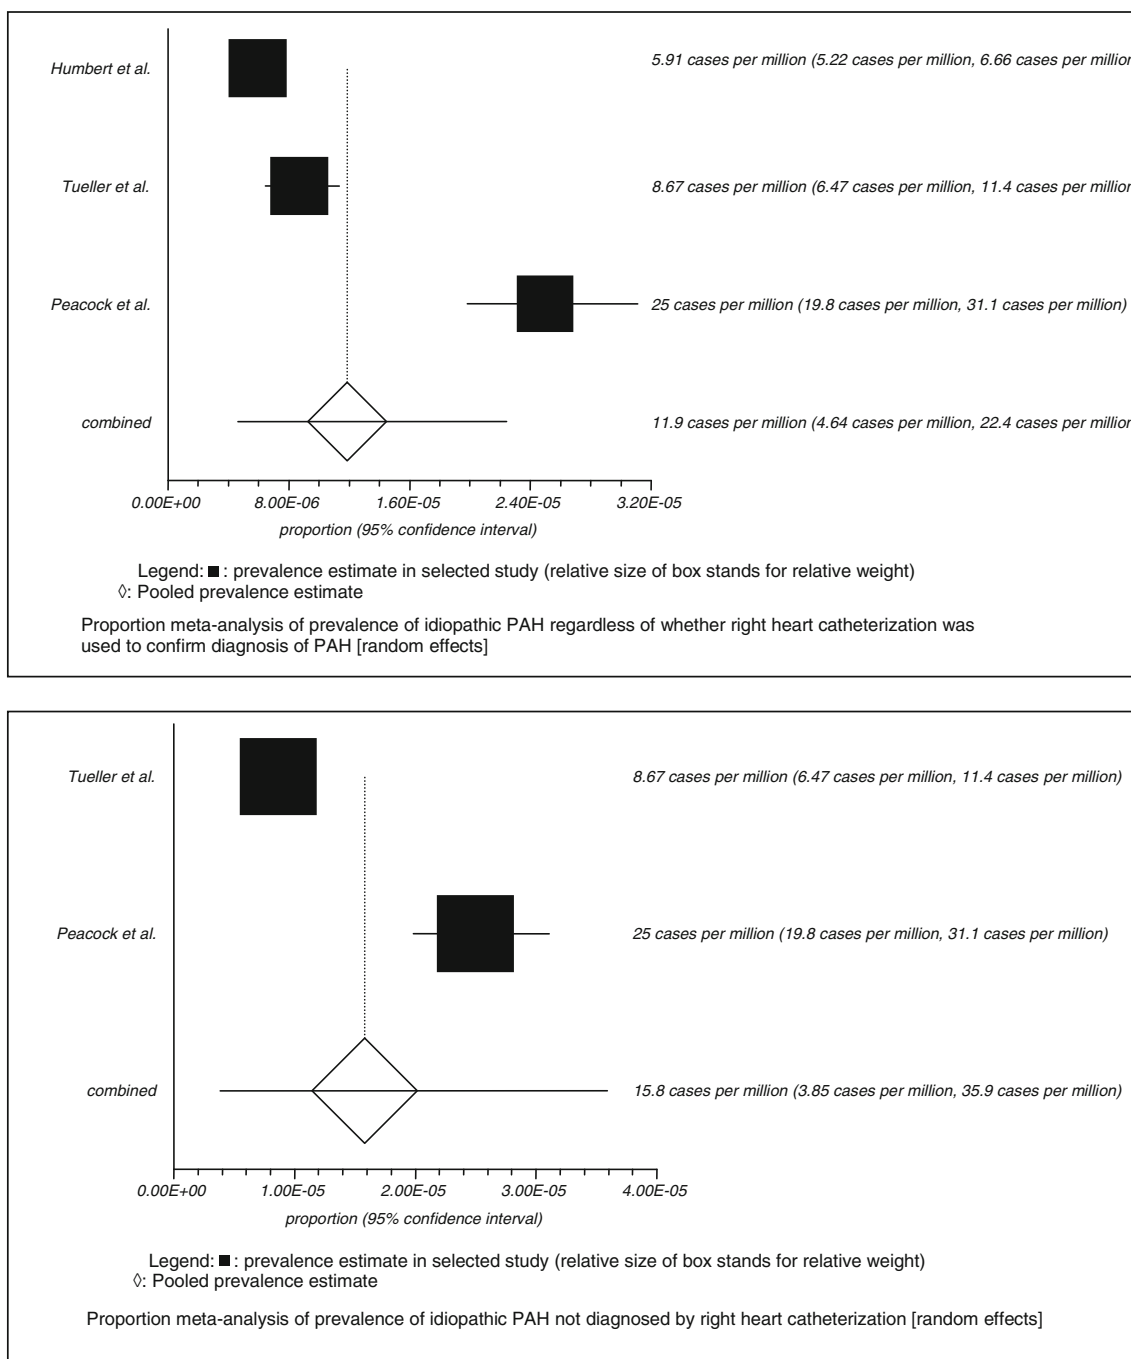 Humbert et al.
5.91 cases per million (5.22 cases per million, 6.66 cases per million
Tueller et al.
8.67 cases per million (6.47 cases per million, 11.4 cases per million
Peacock et al.
25 cases per million (19.8 cases per million, 31.1 cases per million)
combined
11.9 cases per million (4.64 cases per million, 22.4 cases per million
0.00E+00 8.00E-06 1.60E-05 2.40E-05 3.20E-05
proportion (95% confidence interval)
Legend: ■ : prevalence estimate in selected study (relative size of box stands for relative weight)
◊: Pooled prevalence estimate
Proportion meta-analysis of prevalence of idiopathic PAH regardless of whether right heart catheterization was
used to confirm diagnosis of PAH [random effects]
Tueller et al.
8.67 cases per million (6.47 cases per million, 11.4 cases per million)
Peacock et al.
25 cases per million (19.8 cases per million, 31.1 cases per million)
combined
15.8 cases per million (3.85 cases per million, 35.9 cases per million)
0.00E+00 1.00E-05 2.00E-05 3.00E-05 4.00E-05
proportion (95% confidence interval)
Legend: ■ : prevalence estimate in selected study (relative size of box stands for relative weight)
◊: Pooled prevalence estimate
Proportion meta-analysis of prevalence of idiopathic PAH not diagnosed by right heart catheterization [random effects]